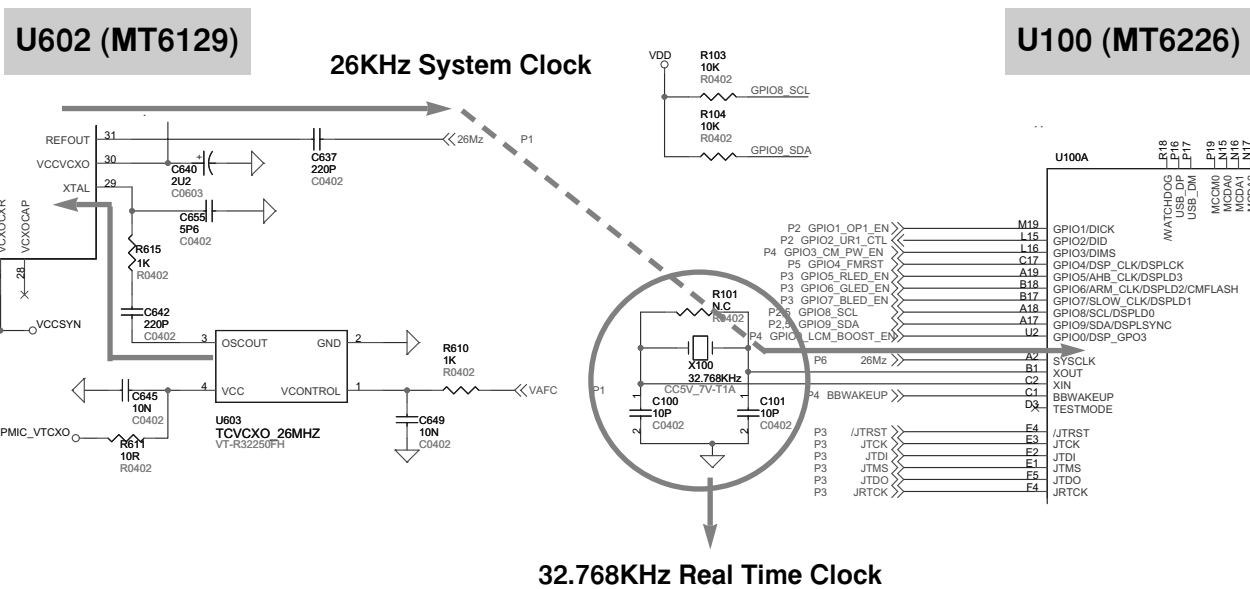 U602 (MT6129)
U100 (MT6226)
26KHz System Clock
VDD
R103
10K
R0402
GPIO8_SCL
R104
10K
R0402
GPIO9_SDA
REFOUT
31
VCCVCXO
30
XTAL
29
VCXOCAP
28
VCCSYN
C637
220P
C0402
26Mz
P1
C640
2U2
C0603
C655
5P6
C0402
R615
1K
R0402
C642
220P
C0402
3
OSCOUT
GND
2
4
VCC
VCONTROL
1
U603
TCVCXO_26MHZ
VT-R32250FH
R610
1K
R0402
VAFC
P1
C645
10N
C0402
PMIC_VTCXO
R611
10R
R0402
C649
10N
C0402
R101
N.C
R0402
X100
32.768KHz
CC5V_7V-T1A
C100
10P
C0402
1
2
C101
10P
C0402
1
2
U100A
R18
P16
P17
P19
N15
N16
N17
/WATCHDOG
USB_DP
USB_DM
MCCM0
MCDA0
MCDA1
P2 GPIO1_OP1_EN
M19
GPIO1/DICK
P2 GPIO2_UR1_CTL
L15
GPIO2/DID
P4 GPIO3_CM_PW_EN
L16
GPIO3/DIMS
P5 GPIO4_FMRST
C17
GPIO4/DSP_CLK/DSPLCK
P3 GPIO5_RLED_EN
A19
GPIO5/AHB_CLK/DSPLD3
P3 GPIO6_GLED_EN
B18
GPIO6/ARM_CLK/DSPLD2/CMFLASH
P3 GPIO7_BLED_EN
B17
GPIO7/SLOW_CLK/DSPLD1
P2,5 GPIO8_SCL
A18
GPIO8/SCL/DSPLD0
P2,5 GPIO9_SDA
A17
GPIO9/SDA/DSPLSYNC
P4 GPIO0_LCM_BOOST_EN
U2
GPIO0/DSP_GPO3
P6 26Mz
A2
SYSCLK
B1
XOUT
C2
XIN
P4 BBWAKEUP
C1
BBWAKEUP
D3
TESTMODE
P3 /JTRST
F4
/JTRST
P3 JTCK
E3
JTCK
P3 JTDI
E2
JTDI
P3 JTMS
E1
JTMS
P3 JTDO
F5
JTDO
P3 JRTCK
F4
JRTCK
32.768KHz Real Time Clock